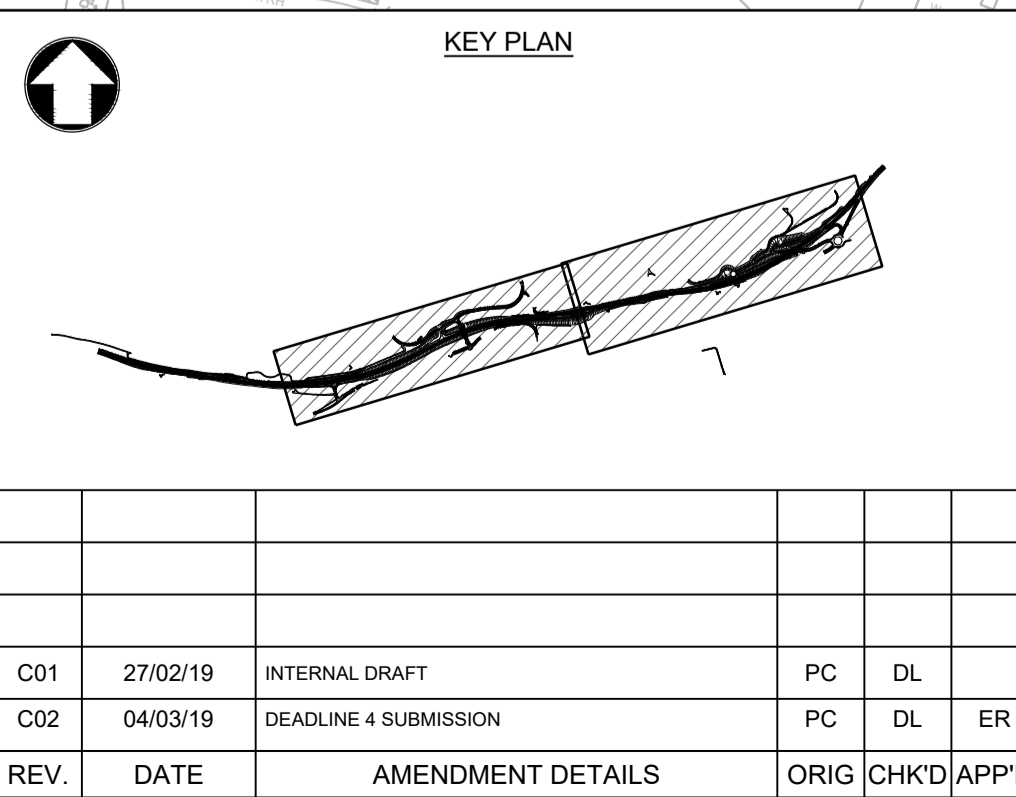 KEY PLAN
C01 27/02/19 INTERNAL DRAFT PC DL
C02 04/03/19 DEADLINE 4 SUBMISSION PC DL ER
REV. DATE AMENDMENT DETAILS ORIG CHK'D APP'